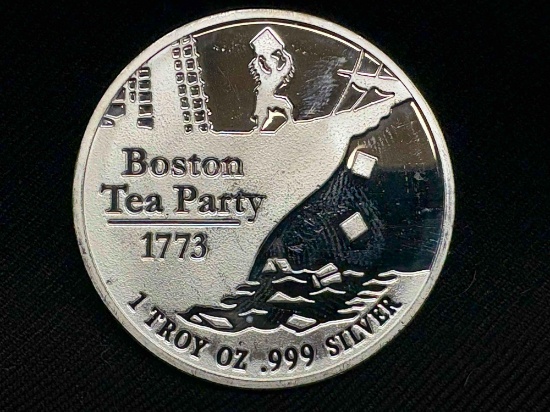 Boston
Tea Party
1773
1 TROY OZ .999 SILVER